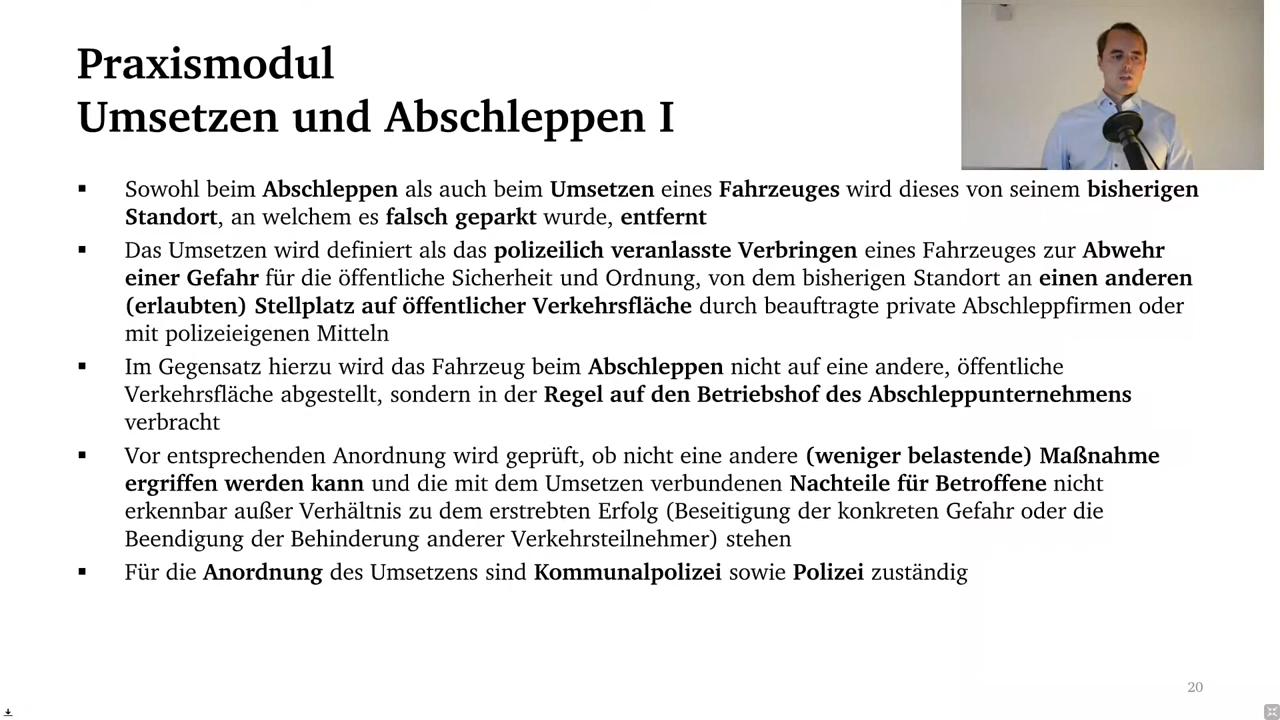 Praxismodul
Umsetzen und Abschleppen I
▪ Sowohl beim Abschleppen als auch beim Umsetzen eines Fahrzeuges wird dieses von seinem bisherigen
Standort, an welchem es falsch geparkt wurde, entfernt
▪ Das Umsetzen wird definiert als das polizeilich veranlasste Verbringen eines Fahrzeuges zur Abwehr
einer Gefahr für die öffentliche Sicherheit und Ordnung, von dem bisherigen Standort an einen anderen
(erlaubten) Stellplatz auf öffentlicher Verkehrsfläche durch beauftragte private Abschleppfirmen oder
mit polizeieigenen Mitteln
▪ Im Gegensatz hierzu wird das Fahrzeug beim Abschleppen nicht auf eine andere, öffentliche
Verkehrsfläche abgestellt, sondern in der Regel auf den Betriebshof des Abschleppunternehmens
verbracht
▪ Vor entsprechenden Anordnung wird geprüft, ob nicht eine andere (weniger belastende) Maßnahme
ergriffen werden kann und die mit dem Umsetzen verbundenen Nachteile für Betroffene nicht
erkennbar außer Verhältnis zu dem erstrebten Erfolg (Beseitigung der konkreten Gefahr oder die
Beendigung der Behinderung anderer Verkehrsteilnehmer) stehen
▪ Für die Anordnung des Umsetzens sind Kommunalpolizei sowie Polizei zuständig
20